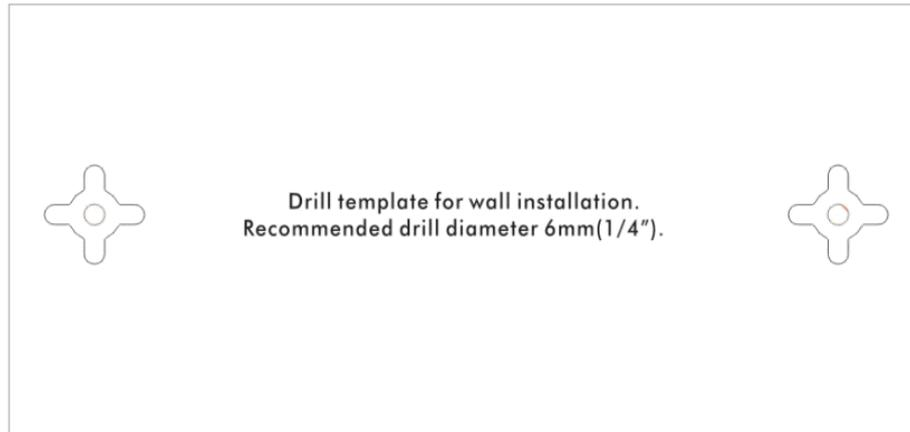 Drill template for wall installation.
Recommended drill diameter 6mm(1/4″).